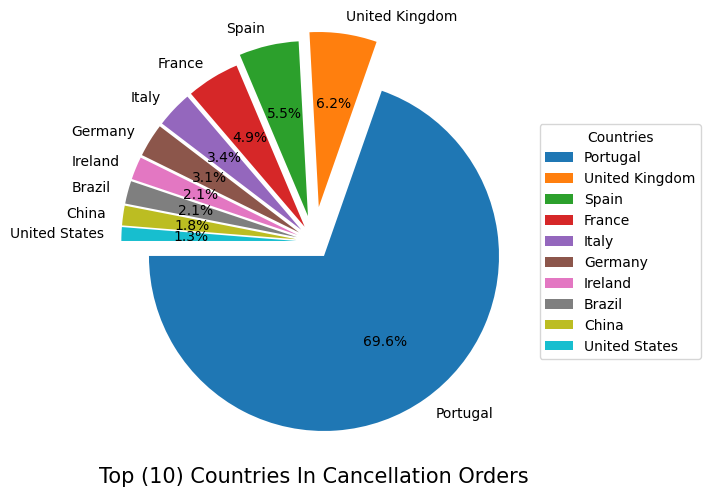 United Kingdom
Spain
France
Italy
Germany
Ireland
Brazil
China
United States
Portugal
6.2%
5.5%
4.9%
3.4%
3.1%
2.1%
2.1%
1.8%
1.3%
69.6%
Countries
Portugal
United Kingdom
Spain
France
Italy
Germany
Ireland
Brazil
China
United States
Top (10) Countries In Cancellation Orders